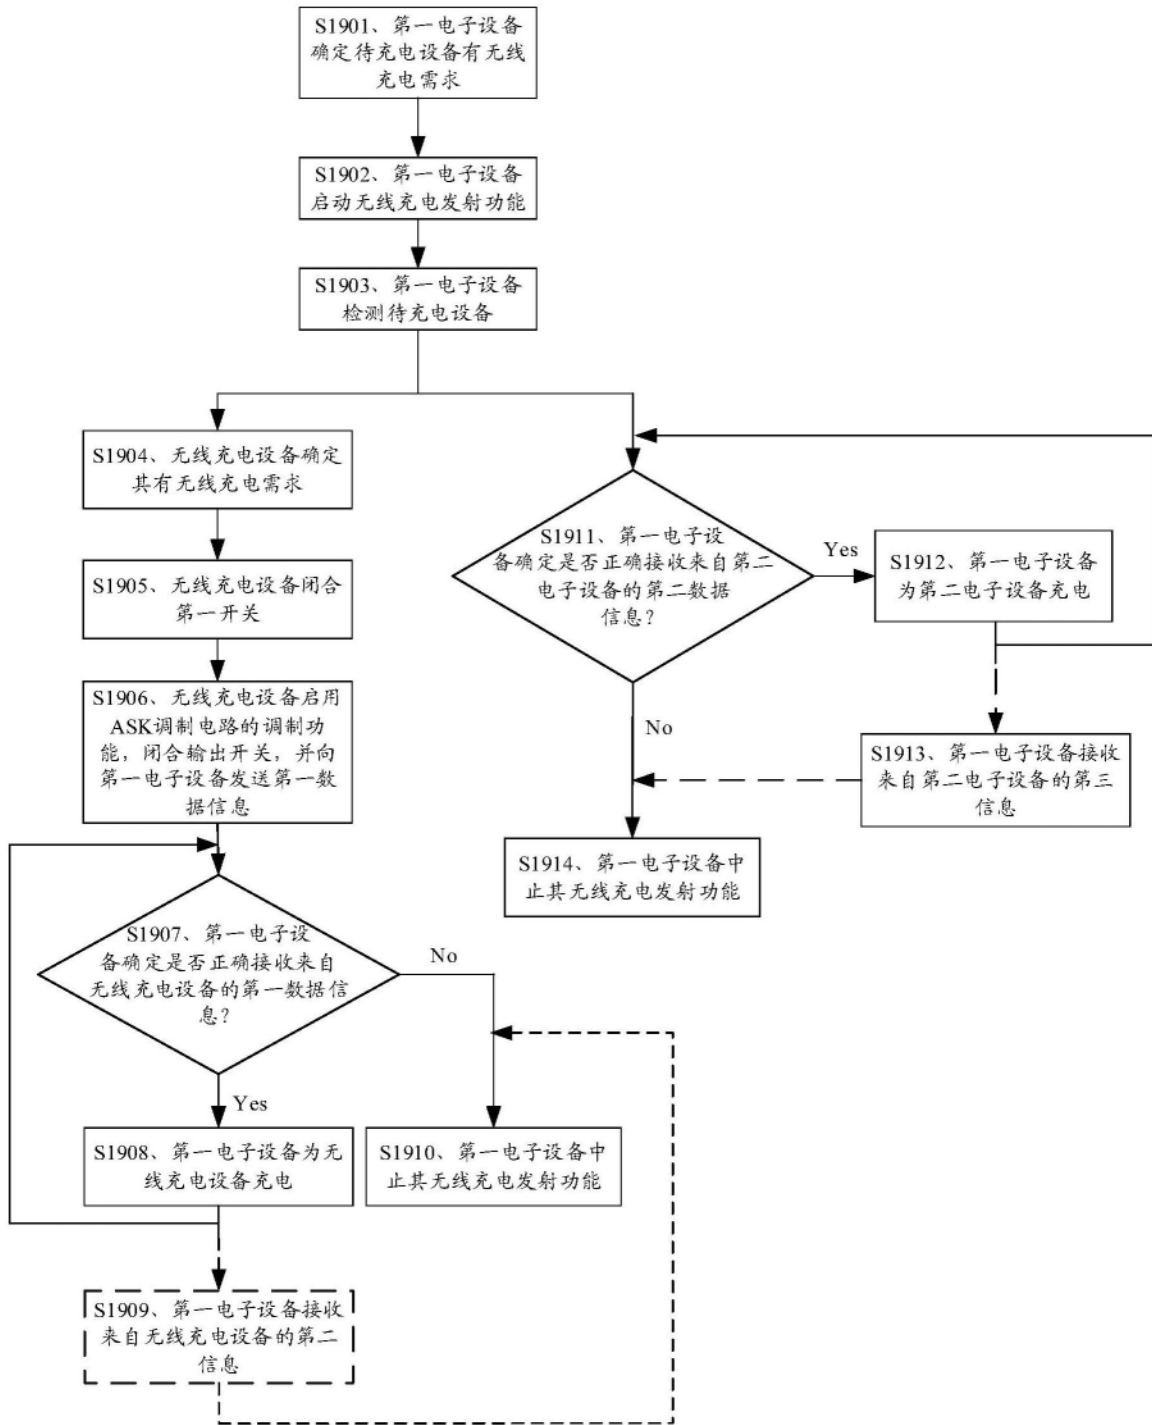 S1901、第一电子设备
确定待充电设备有无线
充电需求
S1902、第一电子设备
启动无线充电发射功能
S1903、第一电子设备
检测待充电设备
S1904、无线充电设备确定
其有无线充电需求
S1905、无线充电设备闭合
第一开关
S1906、无线充电设备启用
ASK调制电路的调制功
能，闭合输出开关，并向
第一电子设备发送第一数
据信息
S1907、第一电子设
备确定是否正确接收来自
无线充电设备的第一数据信
息？
No
Yes
S1908、第一电子设备为无
线充电设备充电
S1910、第一电子设备中
止其无线充电发射功能
S1909、第一电子设备接收
来自无线充电设备的第二
信息
S1911、第一电子设
备确定是否正确接收来自第二
电子设备的第二数据
信息？
Yes
S1912、第一电子设备
为第二电子设备充电
No
S1913、第一电子设备接收
来自第二电子设备的第三
信息
S1914、第一电子设备中
止其无线充电发射功能